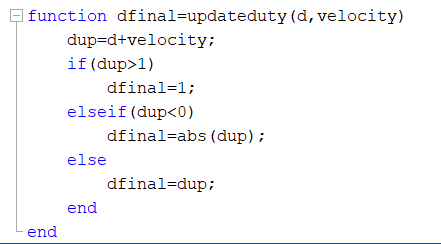 function dfinal=updateduty(d,velocity)
    dup=d+velocity;
    if(dup>1)
        dfinal=1;
    elseif(dup<0)
        dfinal=abs(dup);
    else
        dfinal=dup;
    end
end